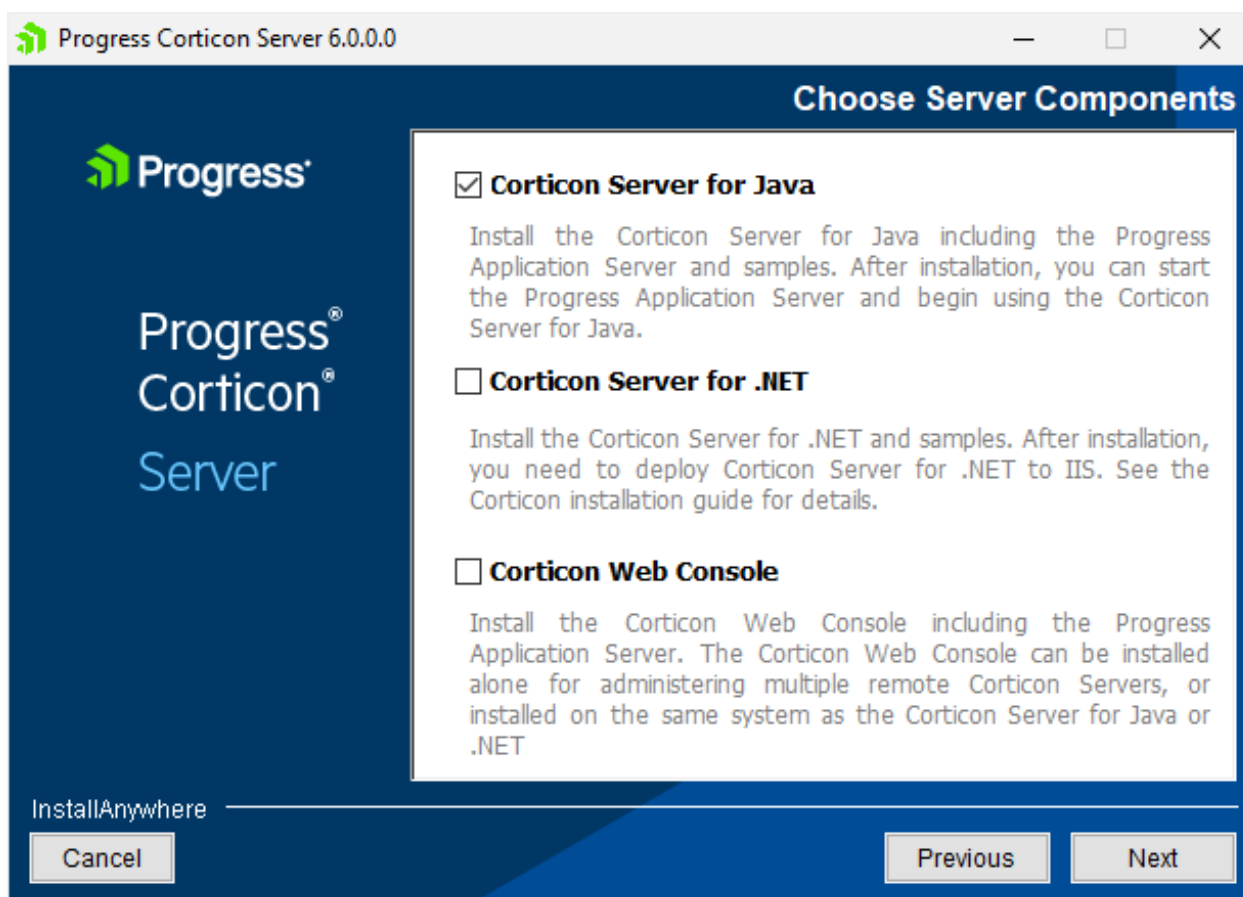 Progress Corticon Server 6.0.0.0
Choose Server Components
Progress
Progress®
Corticon®
Server
Corticon Server for Java
Install the Corticon Server for Java including the Progress
Application Server and samples. After installation, you can start
the Progress Application Server and begin using the Corticon
Server for Java.
Corticon Server for .NET
Install the Corticon Server for .NET and samples. After installation,
you need to deploy Corticon Server for .NET to IIS. See the
Corticon installation guide for details.
Corticon Web Console
Install the Corticon Web Console including the Progress
Application Server. The Corticon Web Console can be installed
alone for administering multiple remote Corticon Servers, or
installed on the same system as the Corticon Server for Java or
.NET
InstallAnywhere
Cancel
Previous
Next